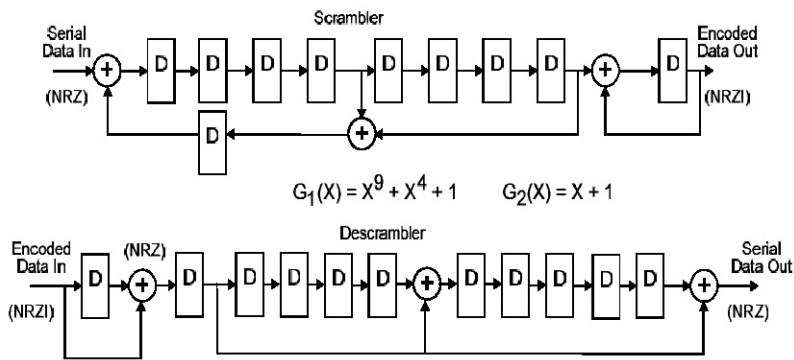 Scrambler
Serial
Data In
(NRZ)
+ D D D D D D D D + D
Encoded
Data Out
(NRZI)
D +
G₁(X) = X⁹ + X⁴ + 1 G₂(X) = X + 1
Descrambler
Encoded
Data In
(NRZI)
(NRZ)
D + D D D D D + D D D D D +
Serial
Data Out
(NRZ)